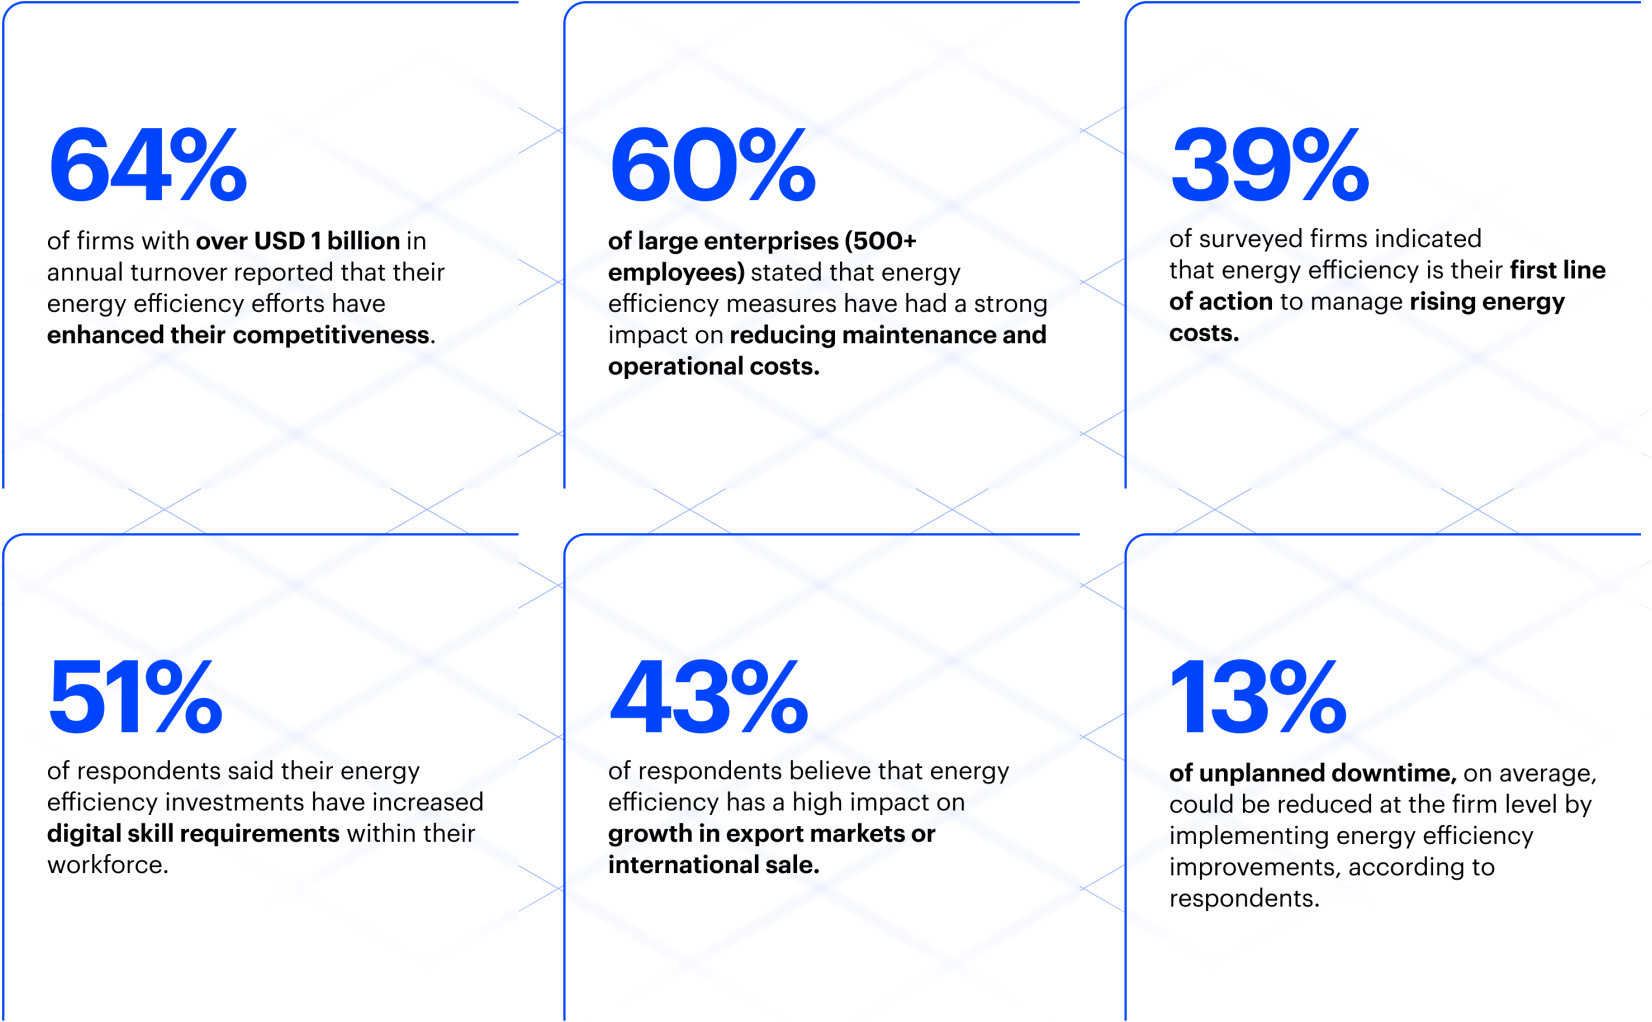 64%
of firms with over USD 1 billion in
annual turnover reported that their
energy efficiency efforts have
enhanced their competitiveness.
60%
of large enterprises (500+
employees) stated that energy
efficiency measures have had a strong
impact on reducing maintenance and
operational costs.
39%
of surveyed firms indicated
that energy efficiency is their first line
of action to manage rising energy
costs.
51%
of respondents said their energy
efficiency investments have increased
digital skill requirements within their
workforce.
43%
of respondents believe that energy
efficiency has a high impact on
growth in export markets or
international sale.
13%
of unplanned downtime, on average,
could be reduced at the firm level by
implementing energy efficiency
improvements, according to
respondents.